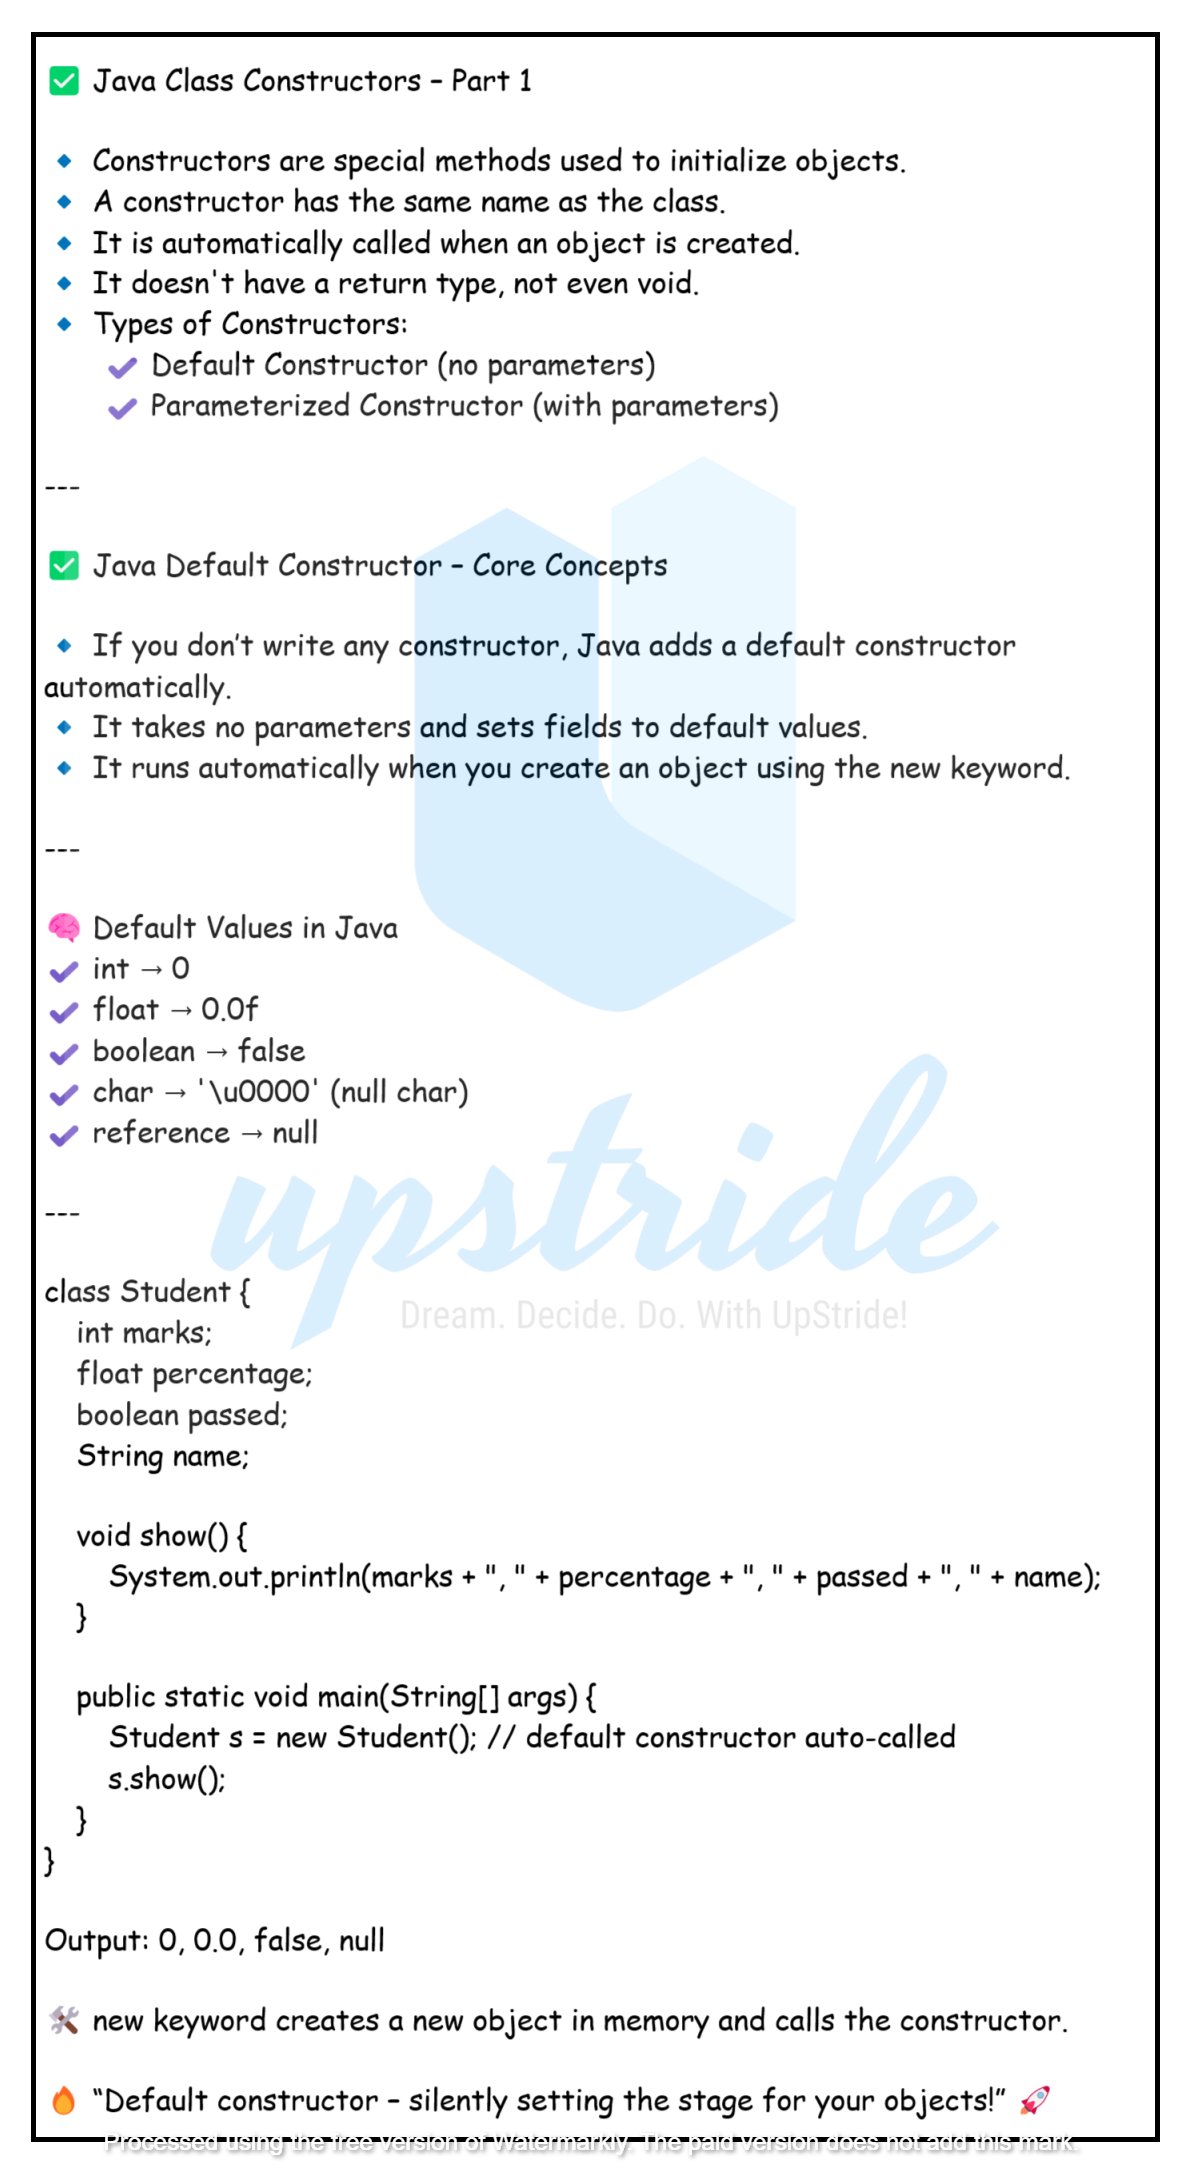 ✅ Java Class Constructors – Part 1
🔹 Constructors are special methods used to initialize objects.
🔹 A constructor has the same name as the class.
🔹 It is automatically called when an object is created.
🔹 It doesn't have a return type, not even void.
🔹 Types of Constructors:
✔ Default Constructor (no parameters)
✔ Parameterized Constructor (with parameters)
---
✅ Java Default Constructor – Core Concepts
🔹 If you don’t write any constructor, Java adds a default constructor
automatically.
🔹 It takes no parameters and sets fields to default values.
🔹 It runs automatically when you create an object using the new keyword.
---
🧠 Default Values in Java
✔ int → 0
✔ float → 0.0f
✔ boolean → false
✔ char → '\u0000' (null char)
✔ reference → null
upstride
---
class Student {
Dream. Decide. Do. With UpStride!
int marks;
float percentage;
boolean passed;
String name;
void show() {
System.out.println(marks + ", " + percentage + ", " + passed + ", " + name);
}
public static void main(String[] args) {
Student s = new Student(); // default constructor auto-called
s.show();
}
}
Output: 0, 0.0, false, null
🛠 new keyword creates a new object in memory and calls the constructor.
🔥 “Default constructor – silently setting the stage for your objects!” 🚀
Processed using the free version of Watermarkly. The paid version does not add this mark.